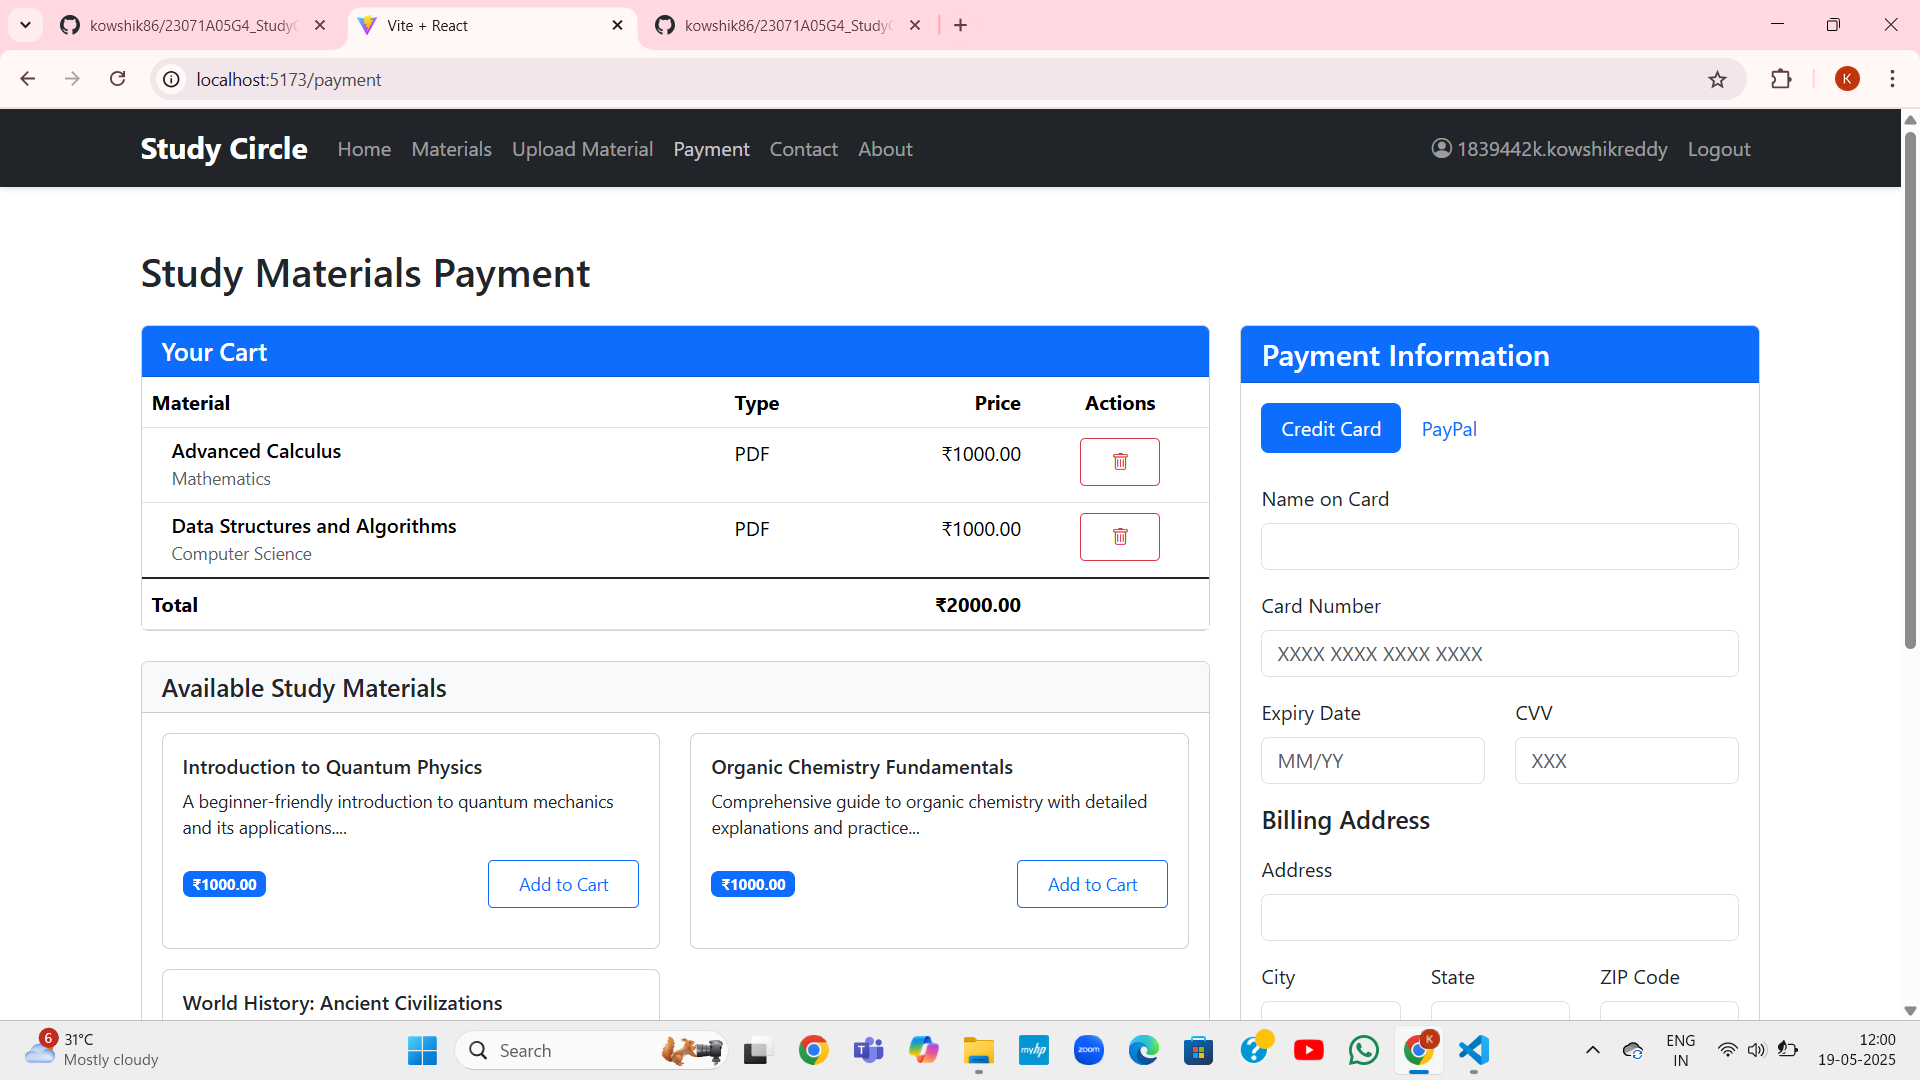 kowshik86/23071A05G4_StudyC
Vite + React
kowshik86/23071A05G4_StudyC
localhost:5173/payment
K
Study Circle
Home
Materials
Upload Material
Payment
Contact
About
1839442k.kowshikreddy
Logout
Study Materials Payment
Your Cart
Material Type Price Actions
Advanced Calculus PDF ₹1000.00
Mathematics
Data Structures and Algorithms PDF ₹1000.00
Computer Science
Total ₹2000.00
Available Study Materials
Introduction to Quantum Physics
A beginner-friendly introduction to quantum mechanics
and its applications....
₹1000.00
Add to Cart
Organic Chemistry Fundamentals
Comprehensive guide to organic chemistry with detailed
explanations and practice...
₹1000.00
Add to Cart
World History: Ancient Civilizations
Payment Information
Credit Card
PayPal
Name on Card
Card Number
XXXX XXXX XXXX XXXX
Expiry Date
CVV
MM/YY
XXX
Billing Address
Address
City
State
ZIP Code
6
31°C
Mostly cloudy
Search
myhp
zoom
K
ENG
IN
12:00
19-05-2025